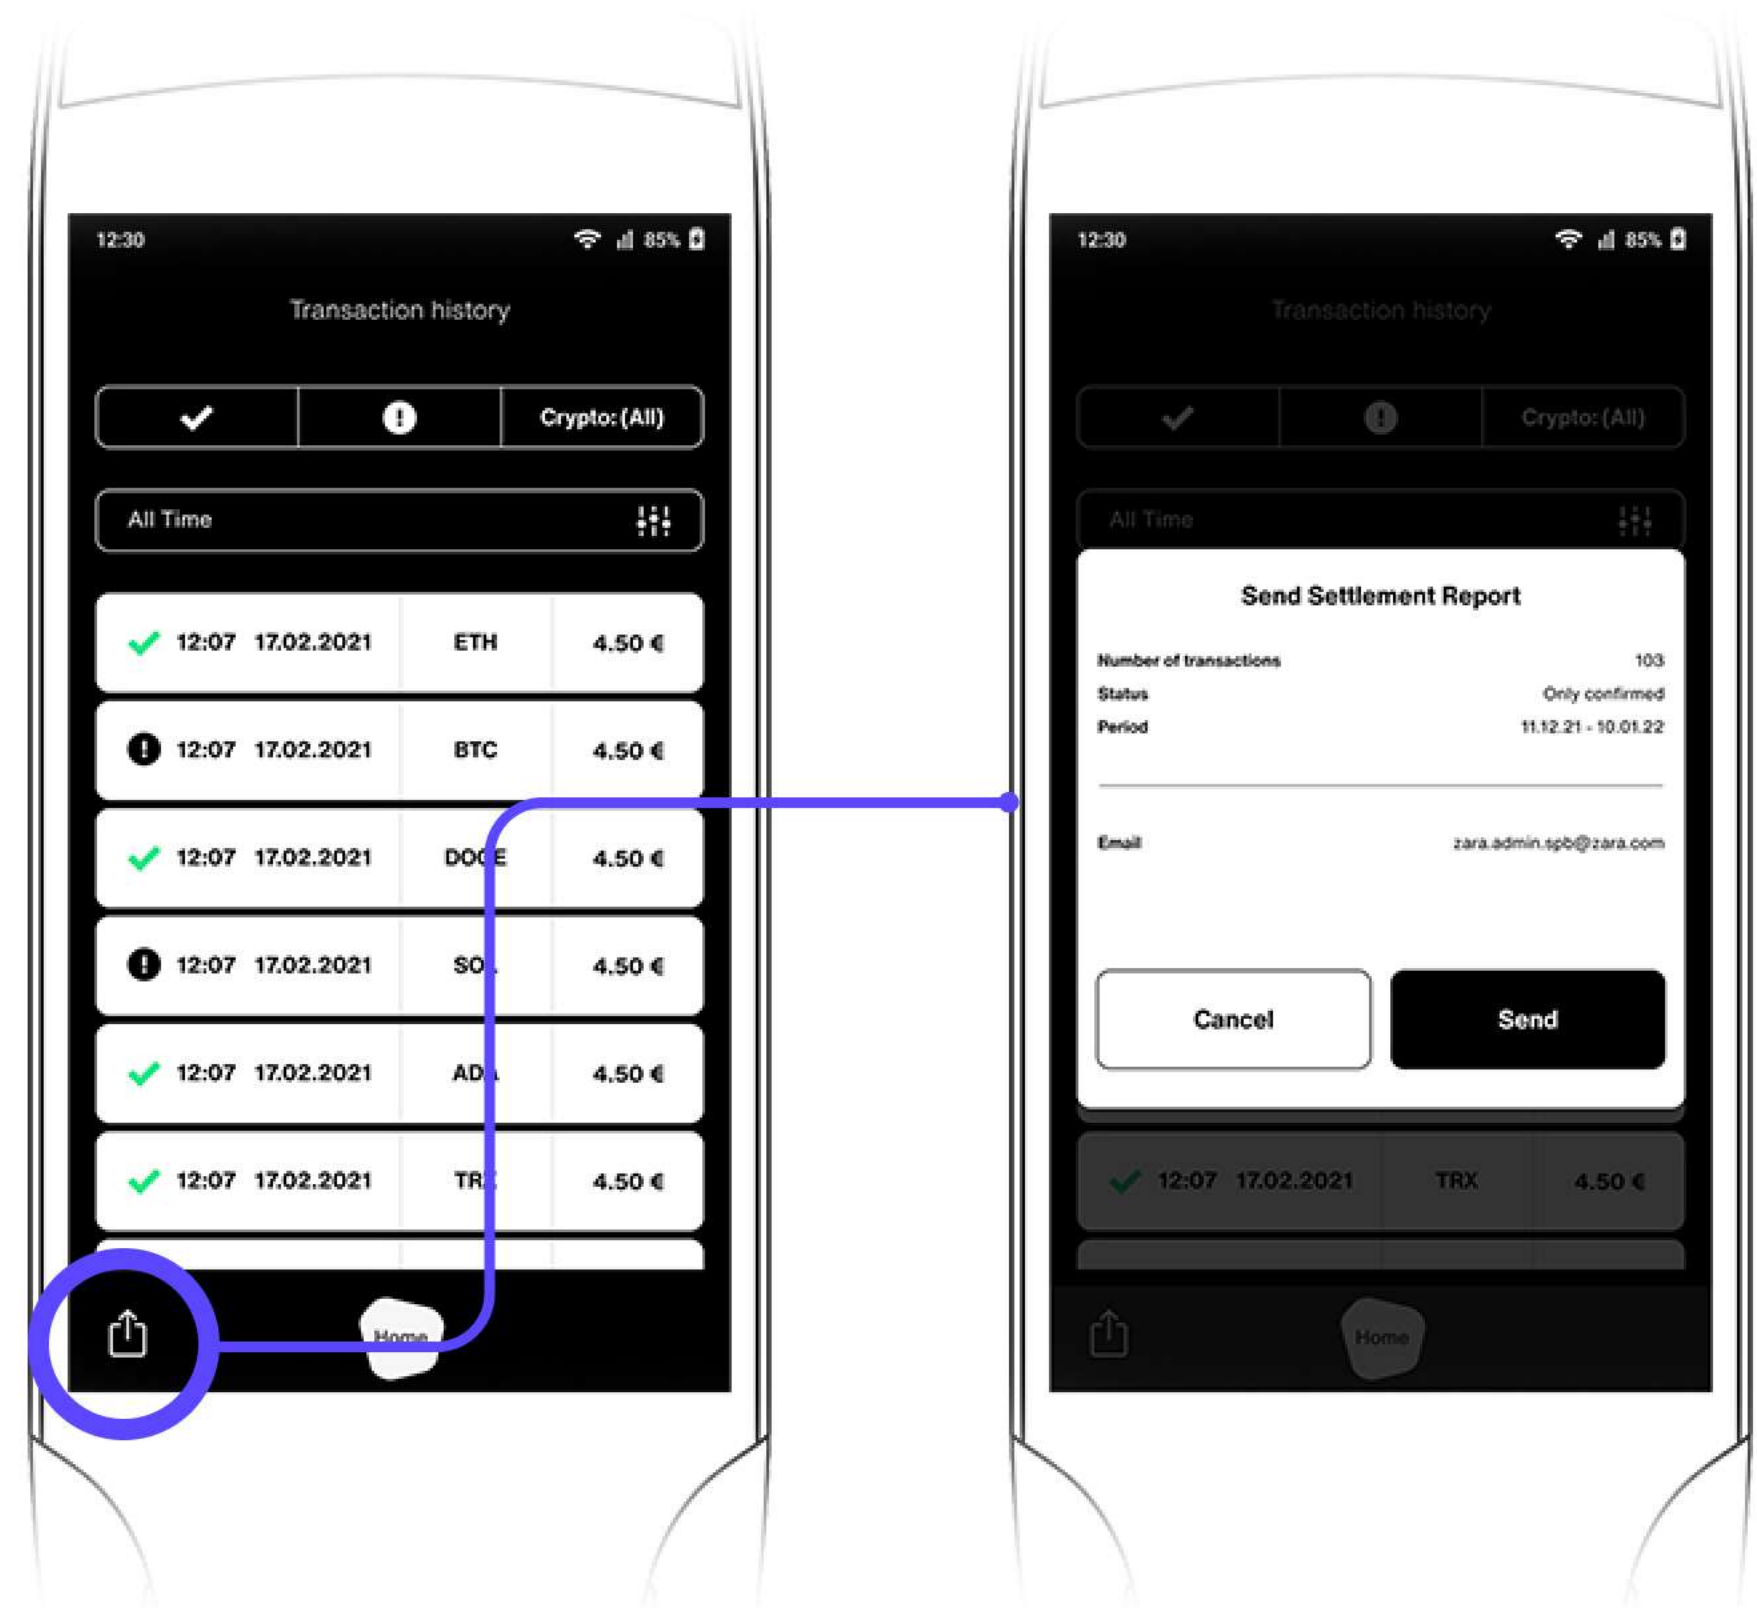 12:30 85%
Transaction history
Crypto: (All)
All Time
12:07 17.02.2021 ETH 4.50 €
12:07 17.02.2021 BTC 4.50 €
12:07 17.02.2021 DOGE 4.50 €
12:07 17.02.2021 SOL 4.50 €
12:07 17.02.2021 ADA 4.50 €
12:07 17.02.2021 TRX 4.50 €
Home
12:30 85%
Transaction history
Crypto: (All)
All Time
Send Settlement Report
Number of transactions 103
Status Only confirmed
Period 11.12.21 - 10.01.22
Email zara.admin.spb@zara.com
Cancel Send
12:07 17.02.2021 TRX 4.50 €
Home